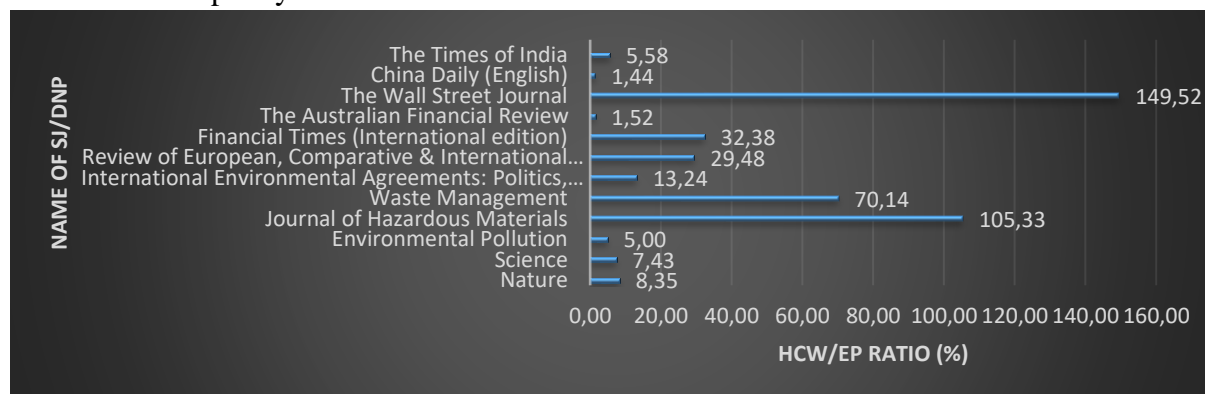 NAME OF SJ/DNP
The Times of India 5,58
China Daily (English) 1,44
The Wall Street Journal 149,52
The Australian Financial Review 1,52
Financial Times (International edition) 32,38
Review of European, Comparative & International... 29,48
International Environmental Agreements: Politics,... 13,24
Waste Management 70,14
Journal of Hazardous Materials 105,33
Environmental Pollution 5,00
Science 7,43
Nature 8,35
0,00 20,00 40,00 60,00 80,00 100,00 120,00 140,00 160,00
HCW/EP RATIO (%)